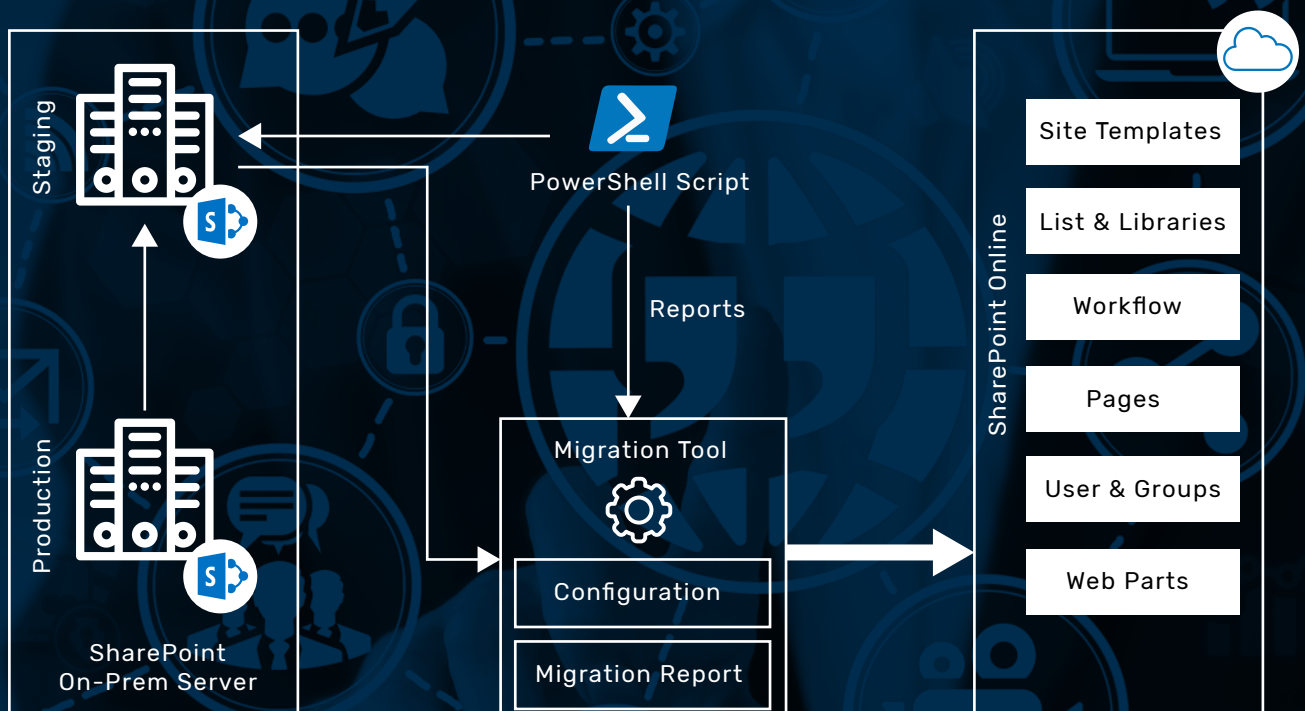 Staging
Production
SharePoint
On-Prem Server
PowerShell Script
Reports
Migration Tool
Configuration
Migration Report
SharePoint Online
Site Templates
List & Libraries
Workflow
Pages
User & Groups
Web Parts
S
S